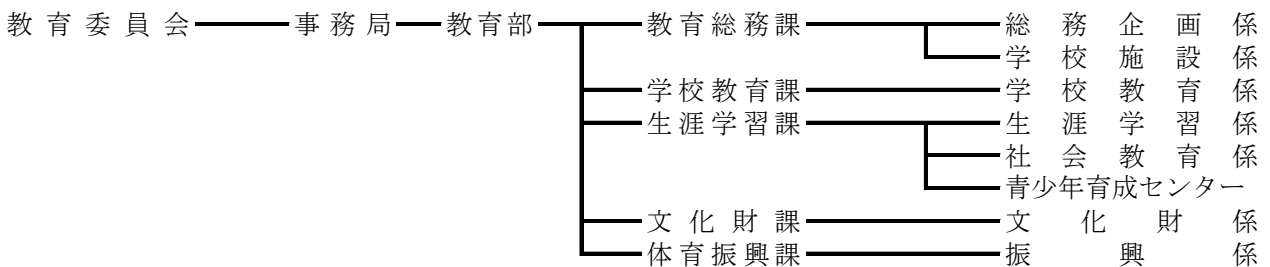 教育委員会 事務局 教育部 教育総務課 総務企画係
学校施設係
学校教育課 学校教育係
生涯学習課 生涯学習係
社会教育係
青少年育成センター
文化財課 文化財係
体育振興課 振興係